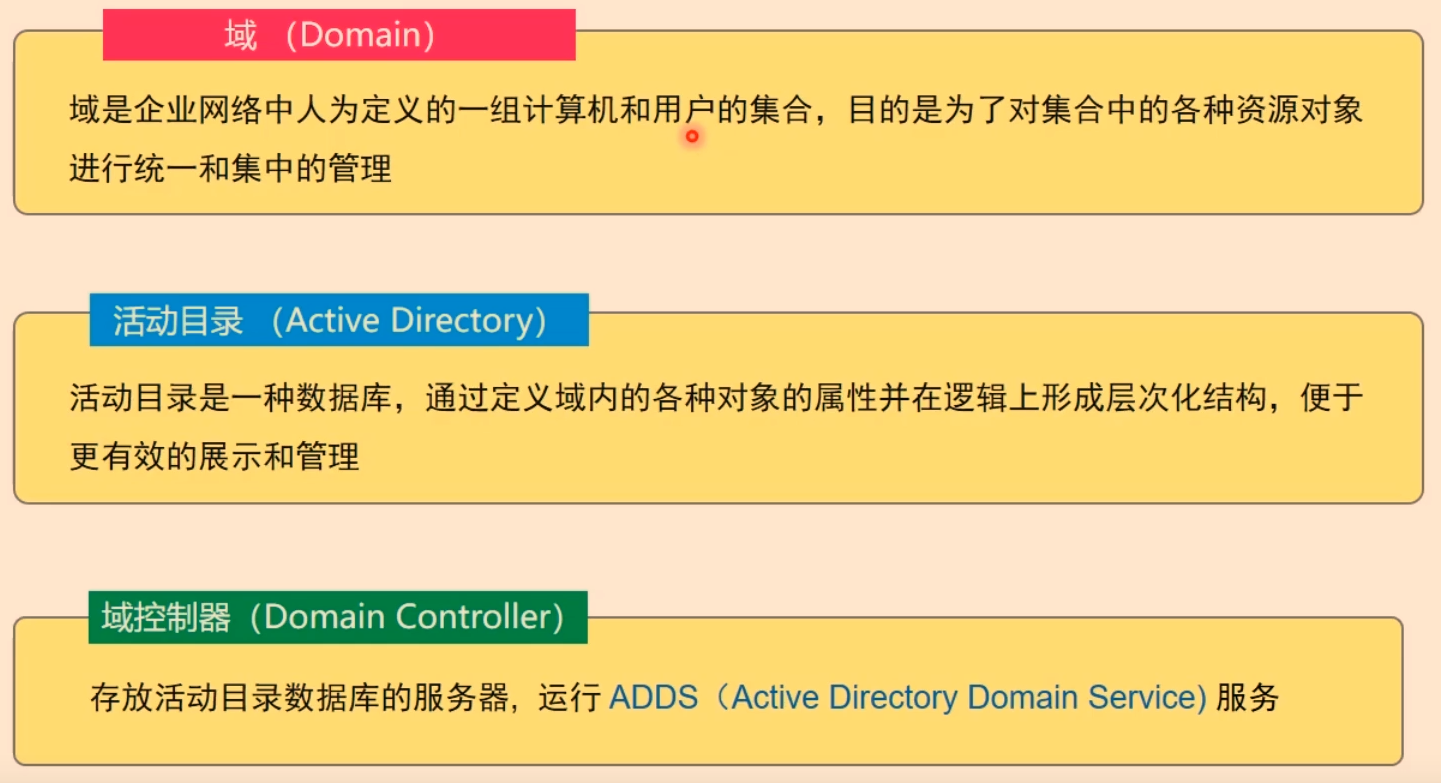 域 （Domain）
域是企业网络中人为定义的一组计算机和用户的集合，目的是为了对集合中的各种资源对象
进行统一和集中的管理
活动目录 （Active Directory）
活动目录是一种数据库，通过定义域内的各种对象的属性并在逻辑上形成层次化结构，便于
更有效的展示和管理
域控制器（Domain Controller）
存放活动目录数据库的服务器，运行 ADDS（Active Directory Domain Service) 服务